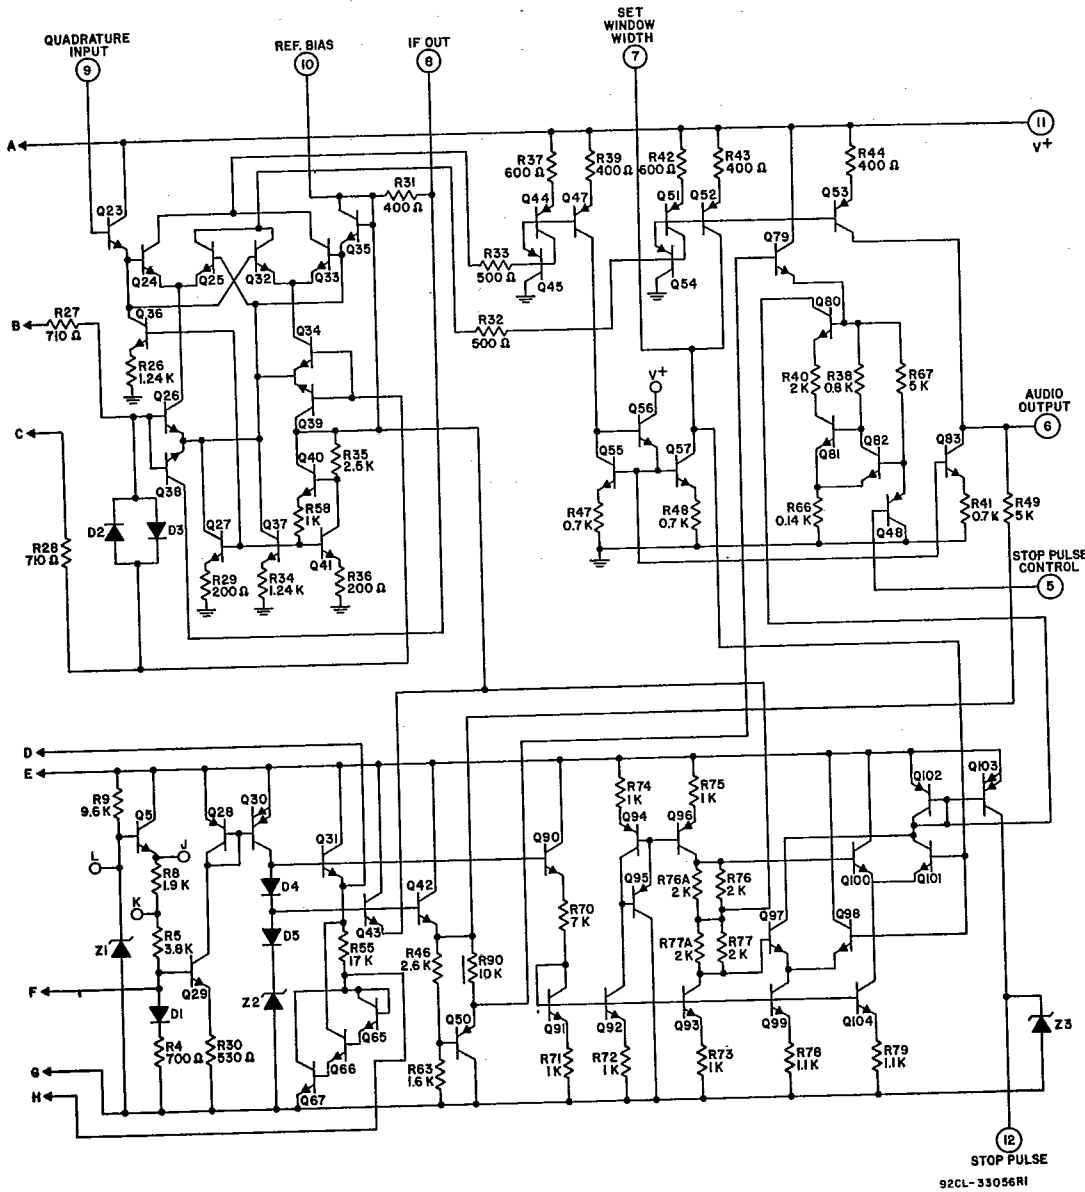 QUADRATURE
INPUT
9
REF. BIAS
10
IF OUT
8
SET
WINDOW
WIDTH
7
11
V+
A
R37
600 Ω
R39
400 Ω
R42
600 Ω
R43
400 Ω
R44
400 Ω
R31
400 Ω
Q23
Q24
Q25
Q32
Q33
Q35
Q44
Q47
Q51
Q52
Q53
Q79
R33
500 Ω
Q45
Q54
Q36
B
R27
710 Ω
R32
500 Ω
Q34
Q80
R26
1.24 K
R40
2 K
R38
0.8 K
R67
5 K
V+
Q26
Q39
Q56
AUDIO
OUTPUT
6
C
Q38
R35
2.5 K
Q40
Q55
Q57
Q81
Q82
Q83
R58
1 K
R47
0.7 K
R48
0.7 K
R66
0.14 K
Q48
R41
0.7 K
R49
5 K
D2
D3
Q27
Q37
Q41
R28
710 Ω
R29
200 Ω
R34
1.24 K
R36
200 Ω
STOP PULSE
CONTROL
5
D
E
R9
9.6 K
Q5
Q28
Q30
Q31
R74
1 K
R75
1 K
Q102
Q103
Q94
Q96
Q90
L
J
R8
1.9 K
K
D4
Q42
Q43
Q95
R76A
2 K
R76
2 K
Q100
Q101
R70
7 K
Q97
Q98
Z1
R5
3.8 K
D5
R55
17 K
R46
2.6 K
R90
10 K
R77A
2 K
R77
2 K
F
Q29
Z2
D1
R4
700 Ω
R30
530 Ω
Q65
Q66
Q67
Q50
R63
1.6 K
Q91
Q92
Q93
Q99
Q104
Z3
R71
1 K
R72
1 K
R73
1 K
R78
1.1 K
R79
1.1 K
G
H
12
STOP PULSE
92CL-33056R1